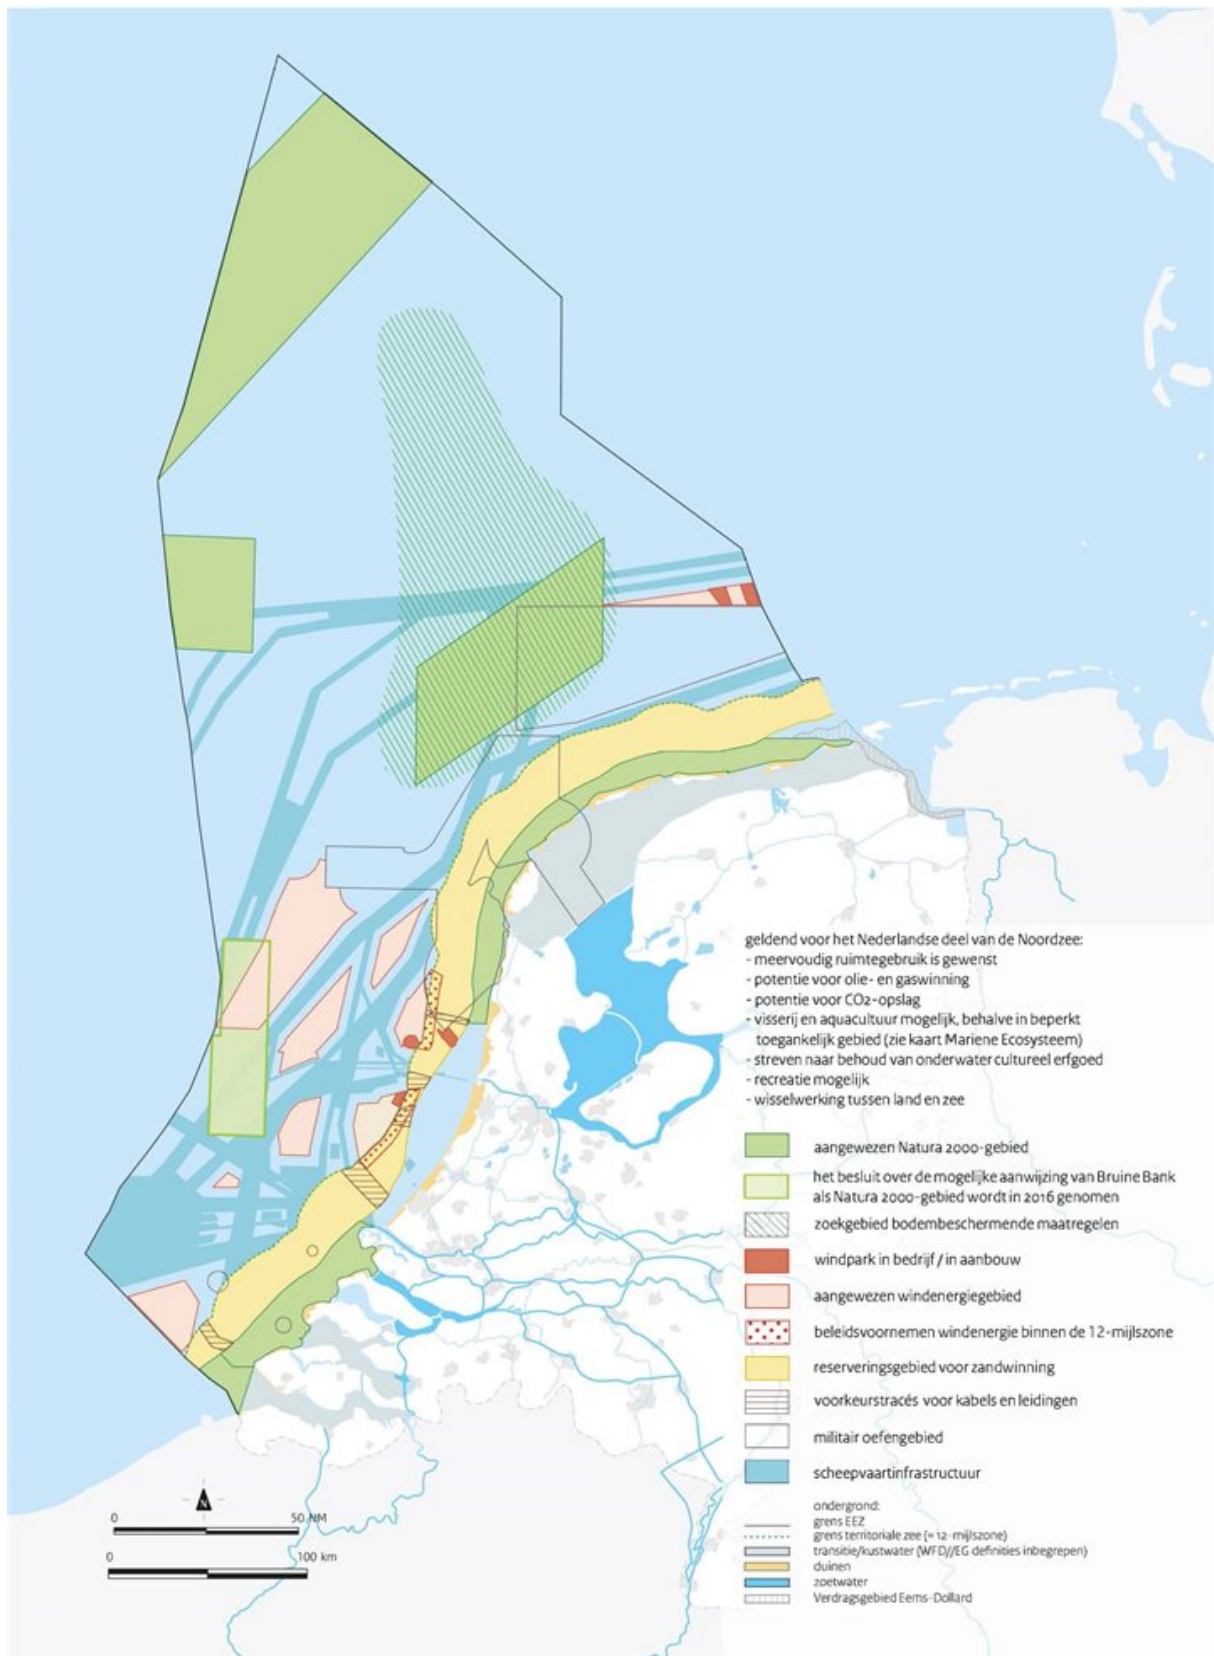 geldend voor het Nederlandse deel van de Noordzee:
- meervoudig ruimtegebruik is gewenst
- potentie voor olie- en gaswinning
- potentie voor CO2-opslag
- visserij en aquacultuur mogelijk, behalve in beperkt
toegankelijk gebied (zie kaart Mariene Ecosysteem)
- streven naar behoud van onderwater cultureel erfgoed
- recreatie mogelijk
- wisselwerking tussen land en zee
aangewezen Natura 2000-gebied
het besluit over de mogelijke aanwijzing van Bruine Bank
als Natura 2000-gebied wordt in 2016 genomen
zoekgebied bodembeschermende maatregelen
windpark in bedrijf / in aanbouw
aangewezen windenergiegebied
beleidsvoornemen windenergie binnen de 12-mijlszone
reserveringsgebied voor zandwinning
voorkeurstracés voor kabels en leidingen
militair oefengebied
scheepvaartinfrastructuur
ondergrond:
grens EEZ
grens territoriale zee (= 12-mijlszone)
transitie/kustwater (WFD//EG definities inbegrepen)
duinen
zoetwater
Verdragsgebied Eems-Dollard
N
0 50 NM
0 100 km